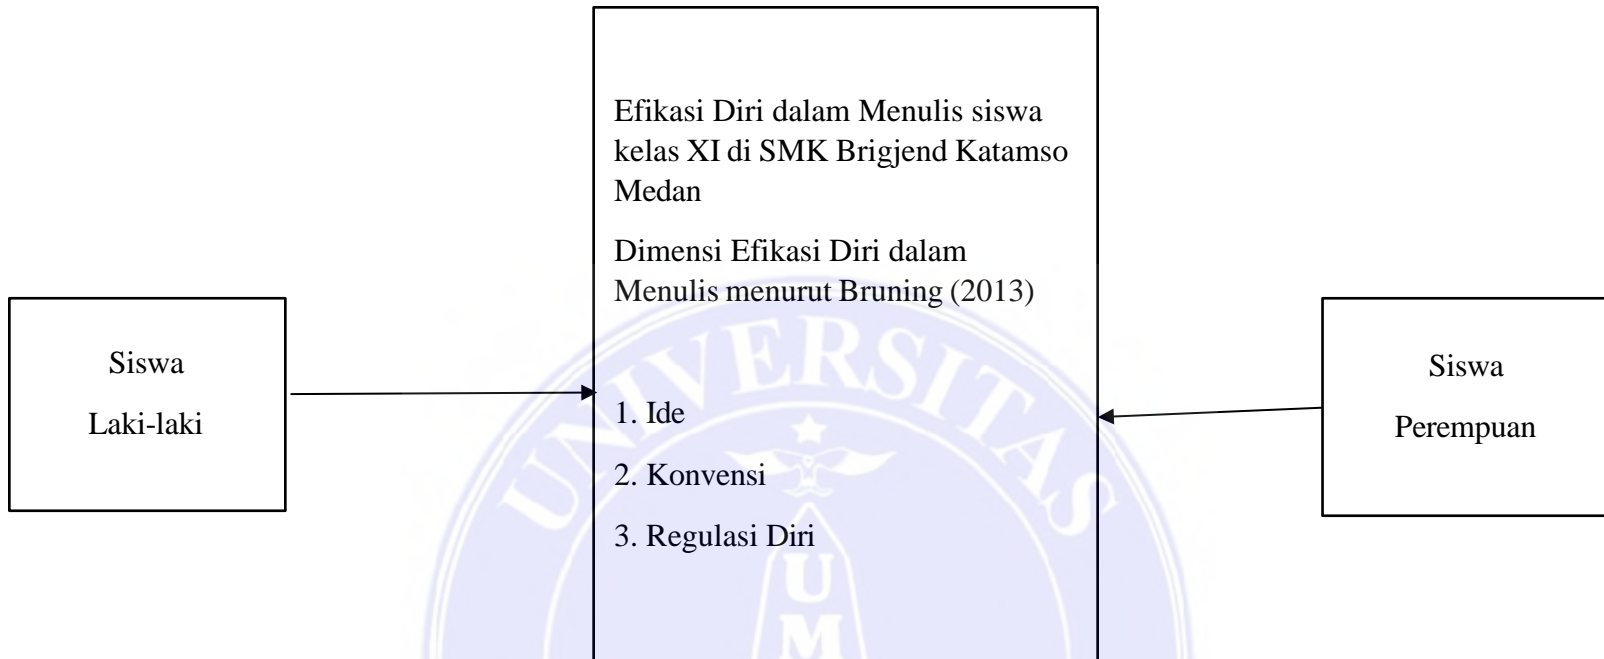 Efikasi Diri dalam Menulis siswa
kelas XI di SMK Brigjend Katamso
Medan
Dimensi Efikasi Diri dalam
Menulis menurut Bruning (2013)
Siswa
Laki-laki
1. Ide
2. Konvensi
3. Regulasi Diri
Siswa
Perempuan
UNIVERSITAS
U
M